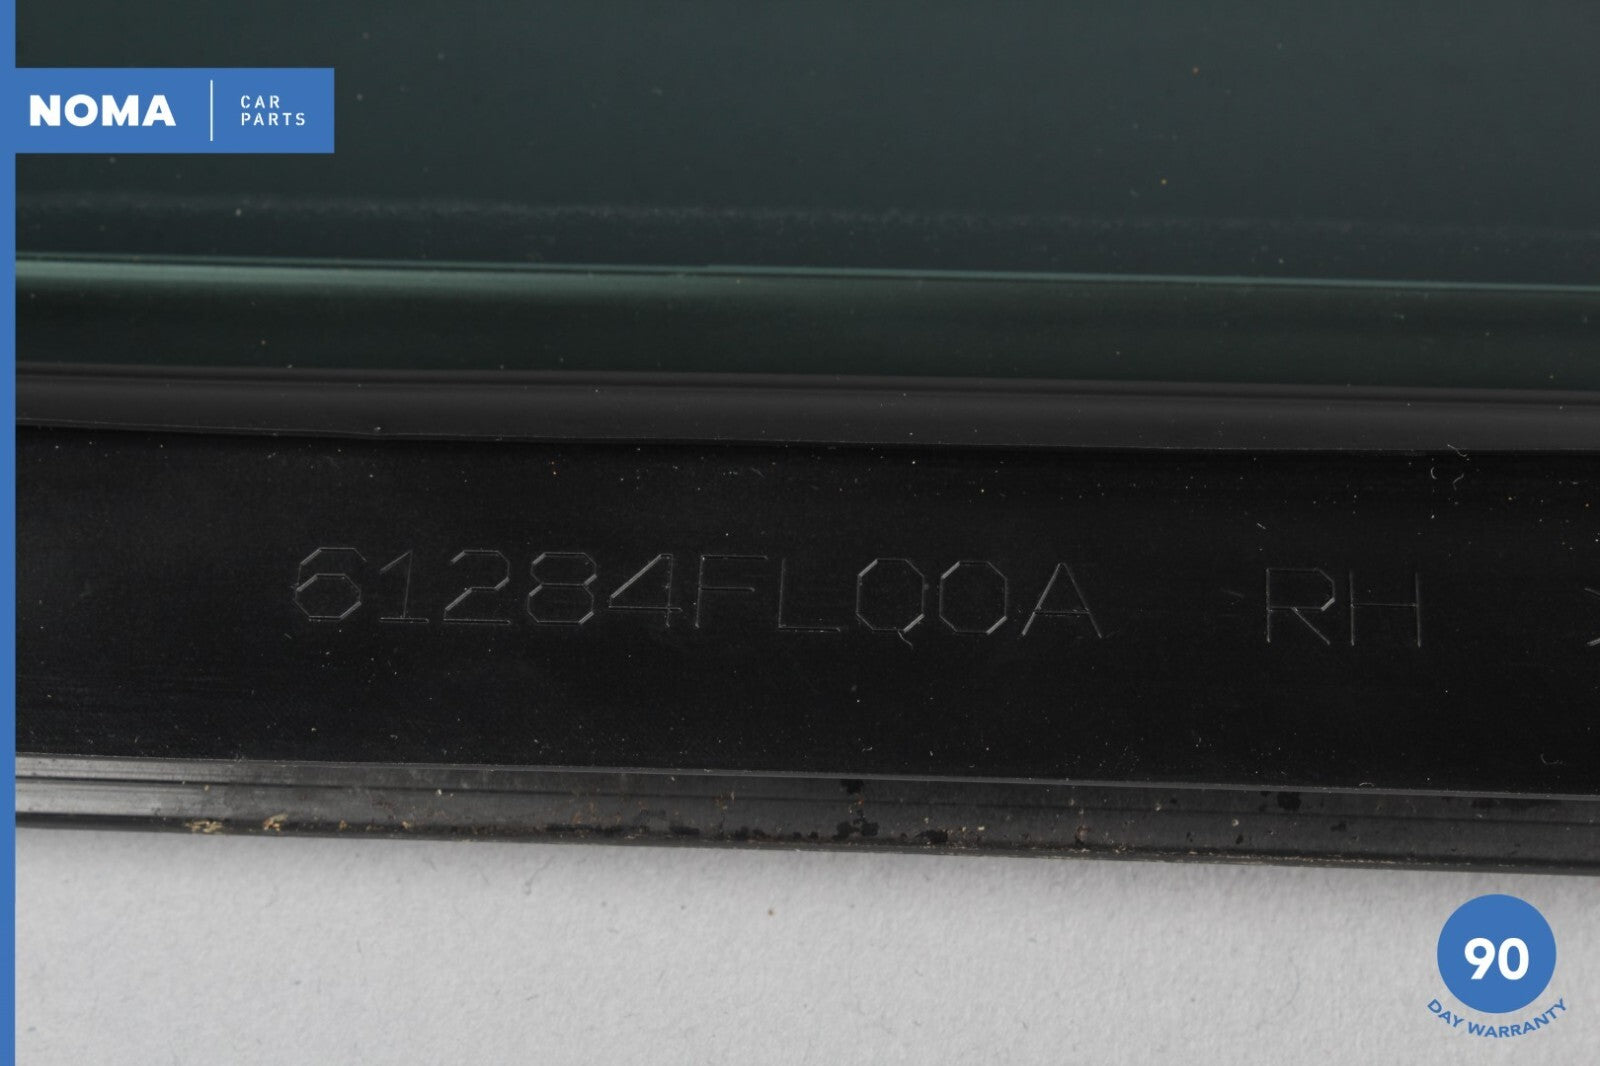 NOMA
CAR
PARTS
61284FL00A RH
90
DAY WARRANTY